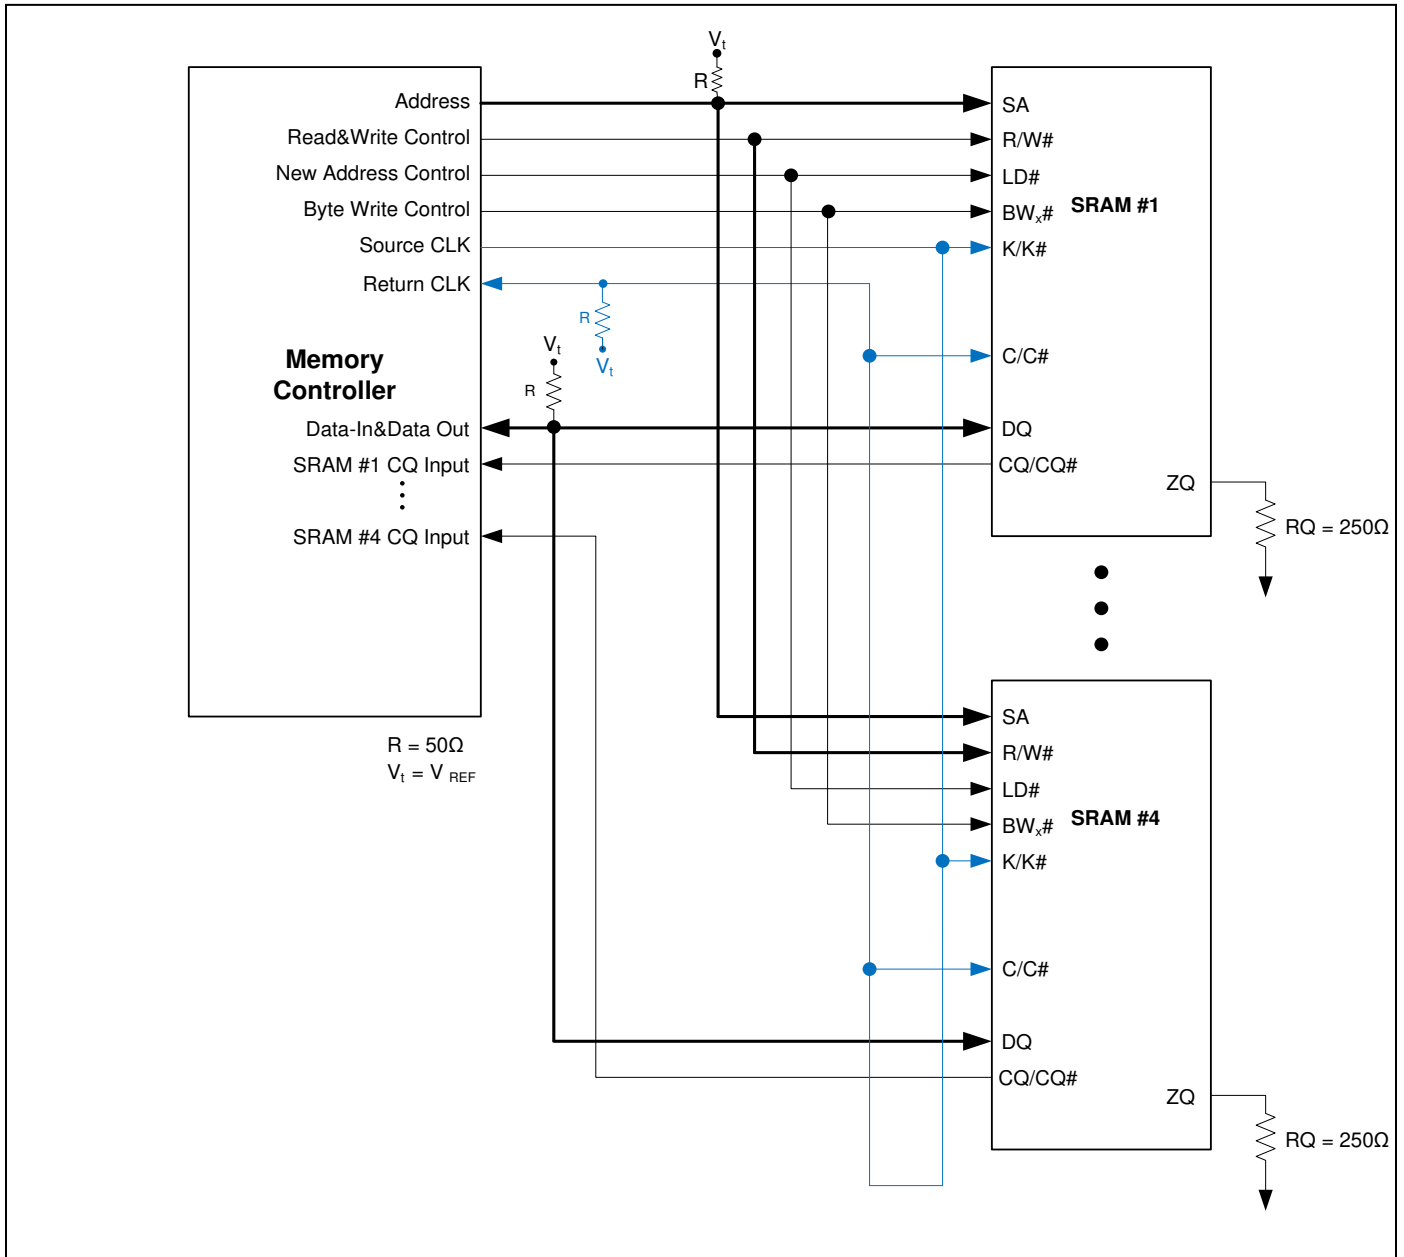 Vt
R
Address
Read&Write Control
New Address Control
Byte Write Control
Source CLK
Return CLK
Memory
Controller
Data-In&Data Out
SRAM #1 CQ Input
SRAM #4 CQ Input
R
Vt
Vt
R
R = 50Ω
Vt = V REF
SA
R/W#
LD#
BWx#
SRAM #1
K/K#
C/C#
DQ
CQ/CQ#
ZQ
RQ = 250Ω
SA
R/W#
LD#
BWx#
SRAM #4
K/K#
C/C#
DQ
CQ/CQ#
ZQ
RQ = 250Ω